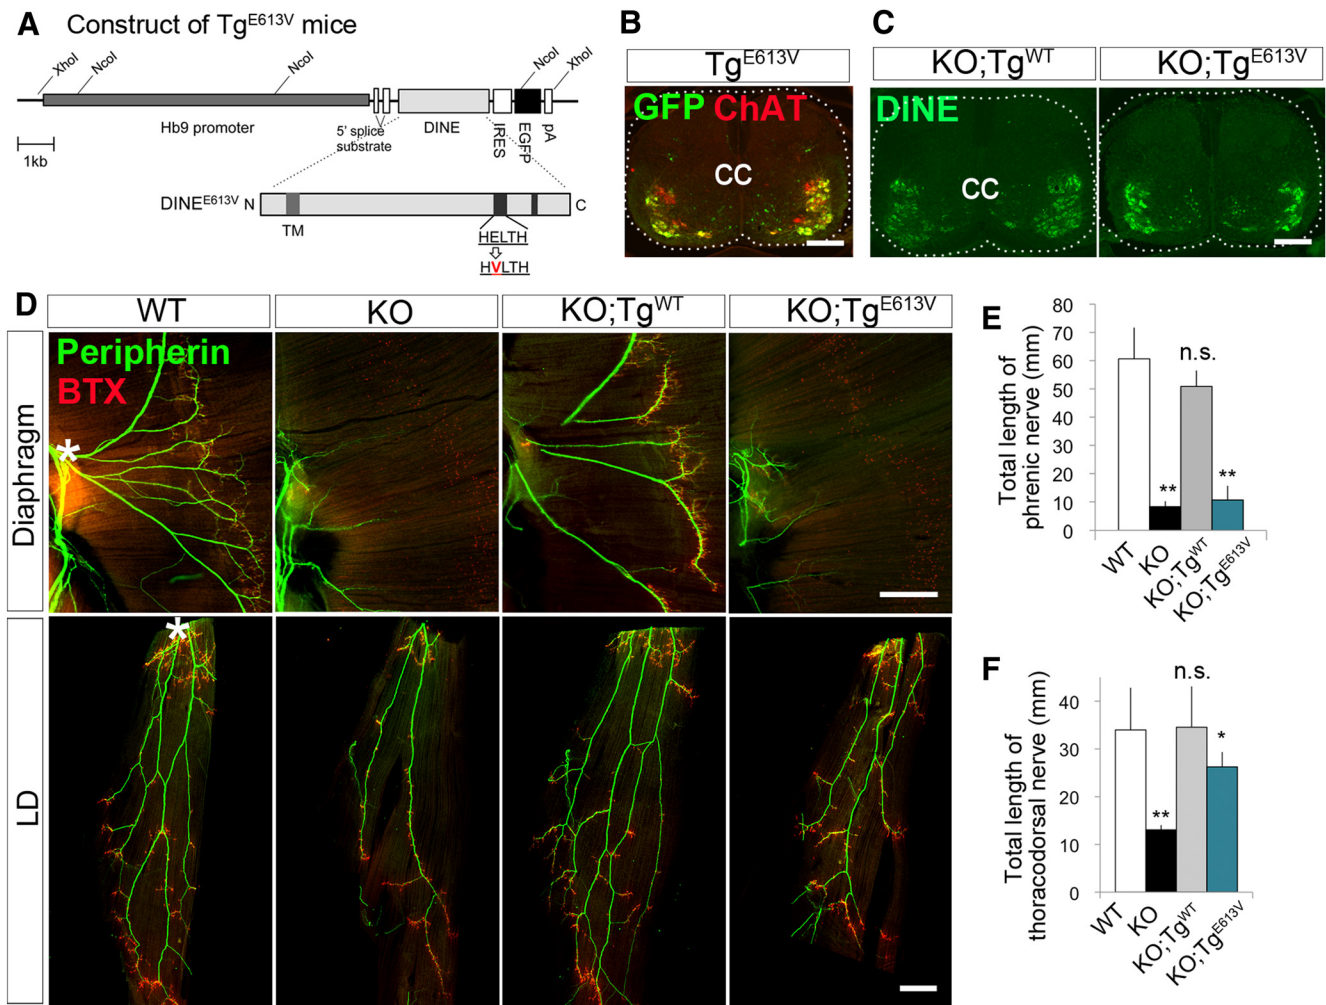 A
Construct of Tg^E613V mice
XhoI
NcoI
NcoI
NcoI
XhoI
Hb9 promoter
5' splice
substrate
DINE
IRES
EGFP
pA
1kb
DINE^E613V
N
C
TM
HELTH
HVLTH
B
Tg^E613V
GFP ChAT
CC
C
KO;Tg^WT
KO;Tg^E613V
DINE
CC
D
WT
KO
KO;Tg^WT
KO;Tg^E613V
Diaphragm
Peripherin
BTX
*
LD
*
E
Total length of
phrenic nerve (mm)
80
70
60
50
40
30
20
10
0
**
n.s.
**
WT
KO
KO;Tg^WT
KO;Tg^E613V
F
Total length of
thoracodorsal nerve (mm)
40
30
20
10
0
**
n.s.
*
WT
KO
KO;Tg^WT
KO;Tg^E613V